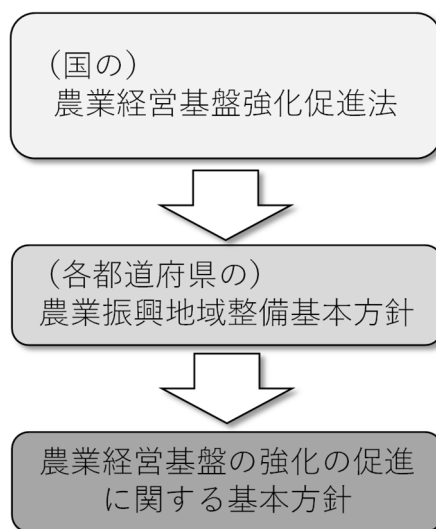 （国の）
農業経営基盤強化促進法
（各都道府県の）
農業振興地域整備基本方針
農業経営基盤の強化の促進
に関する基本方針